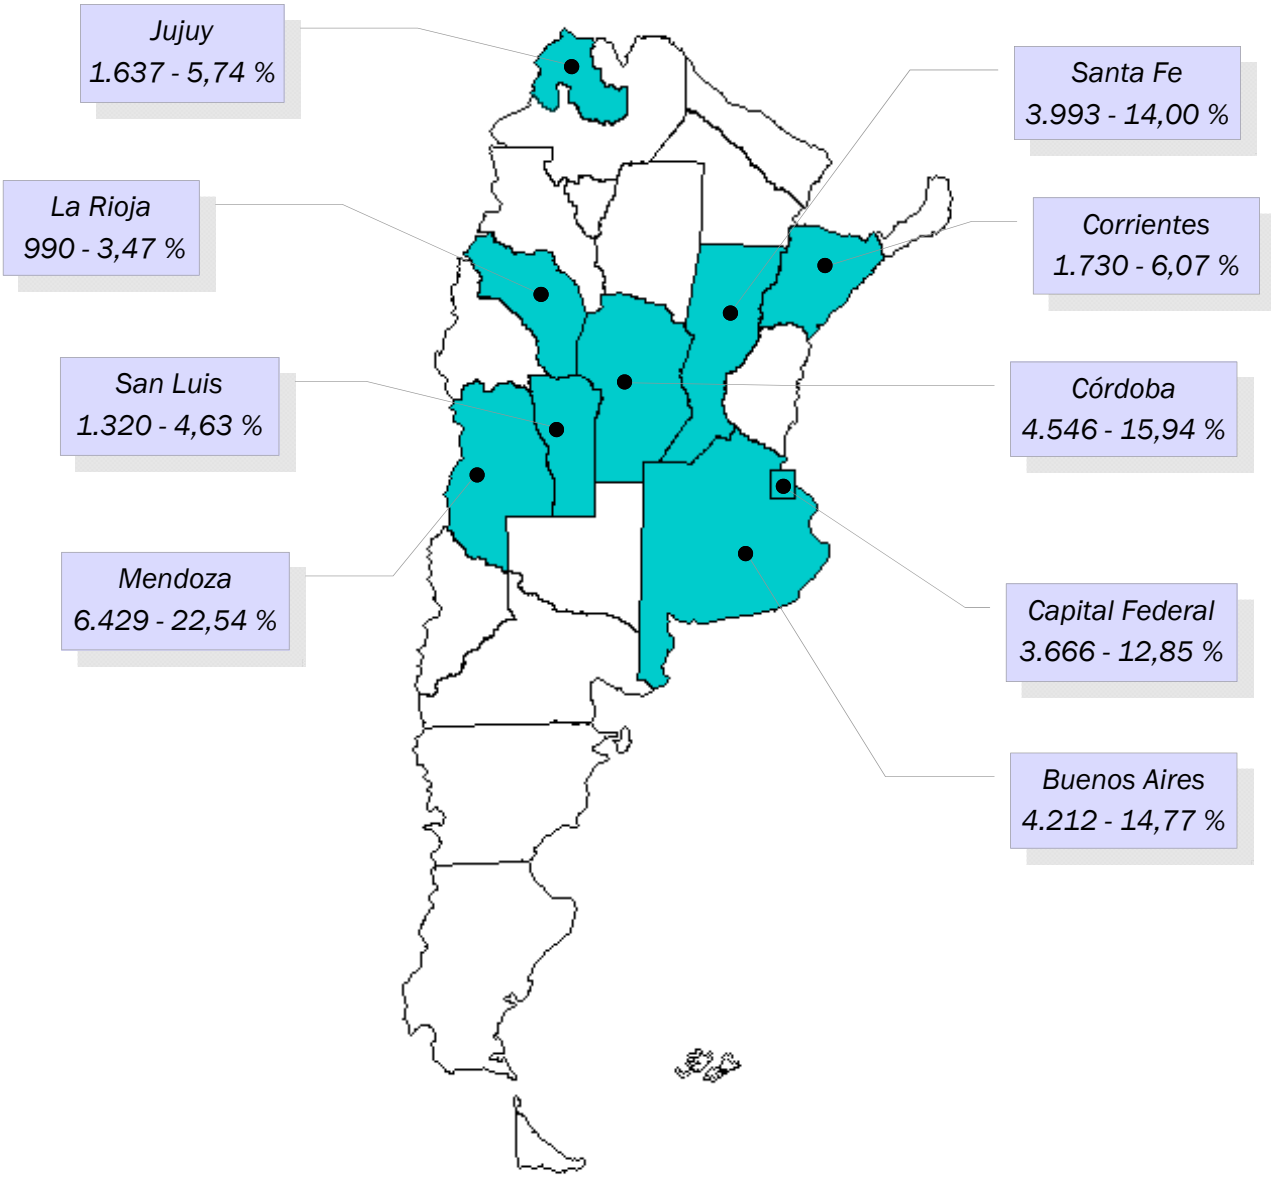 Jujuy
1.637 - 5,74 %
La Rioja
990 - 3,47 %
San Luis
1.320 - 4,63 %
Mendoza
6.429 - 22,54 %
Santa Fe
3.993 - 14,00 %
Corrientes
1.730 - 6,07 %
Córdoba
4.546 - 15,94 %
Capital Federal
3.666 - 12,85 %
Buenos Aires
4.212 - 14,77 %